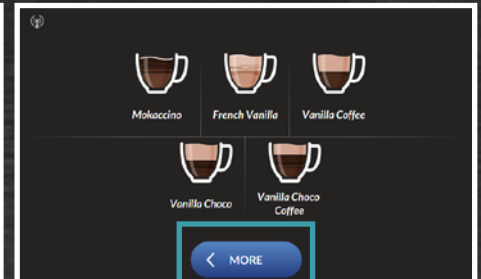 Mokaccino
French Vanilla
Vanilla Coffee
Vanilla Choco
Vanilla Choco
Coffee
MORE